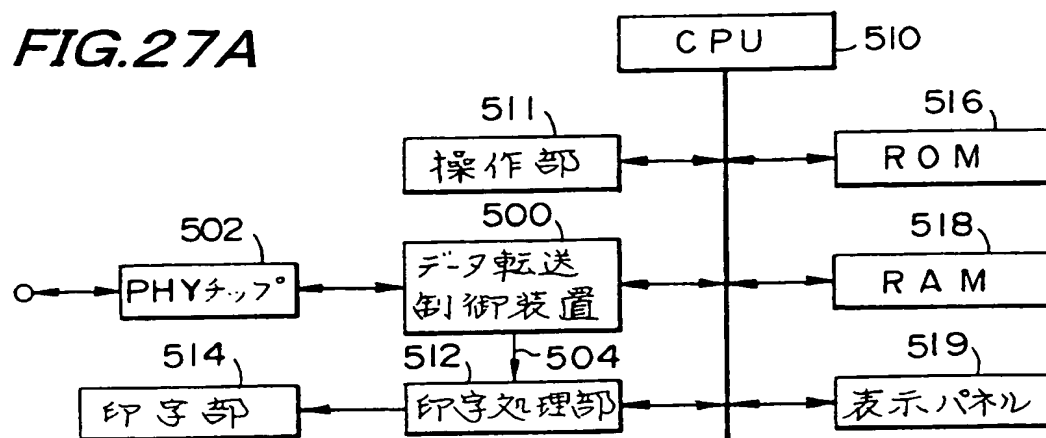 FIG.27A
CPU
510
511
操作部
516
ROM
502
PHYチップ
500
データ転送
制御装置
518
RAM
504
514
印字部
512
印字処理部
519
表示パネル